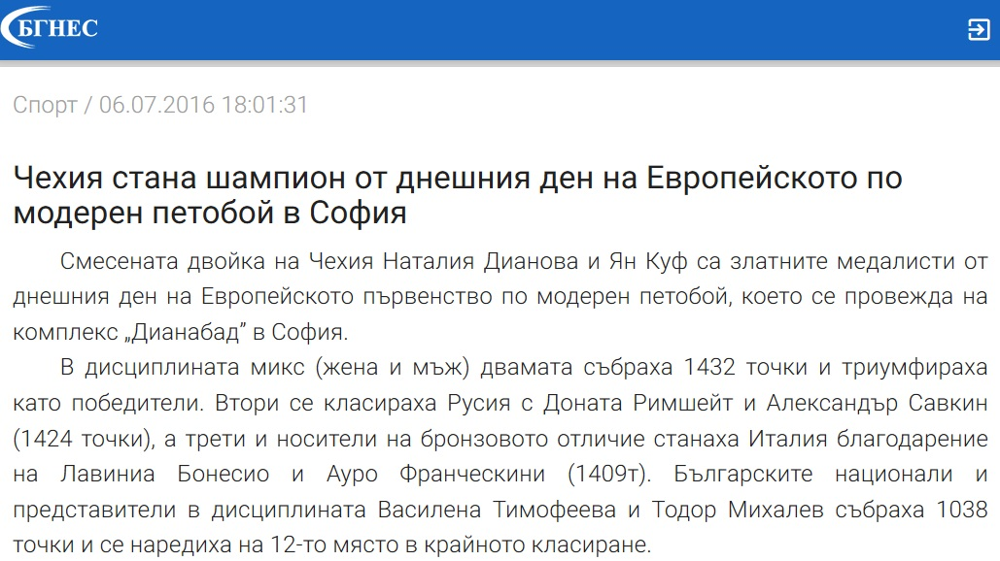 БГНЕС
Спорт / 06.07.2016 18:01:31
Чехия стана шампион от днешния ден на Европейското по
модерен петобой в София
Смесената двойка на Чехия Наталия Дианова и Ян Куф са златните медалисти от
днешния ден на Европейското първенство по модерен петобой, което се провежда на
комплекс „Дианабад” в София.
В дисциплината микс (жена и мъж) двамата събраха 1432 точки и триумфираха
като победители. Втори се класираха Русия с Доната Римшейт и Александър Савкин
(1424 точки), а трети и носители на бронзовото отличие станаха Италия благодарение
на Лавиниа Бонесио и Ауро Франческини (1409т). Българските национали и
представители в дисциплината Василена Тимофеева и Тодор Михалев събраха 1038
точки и се наредиха на 12-то място в крайното класиране.